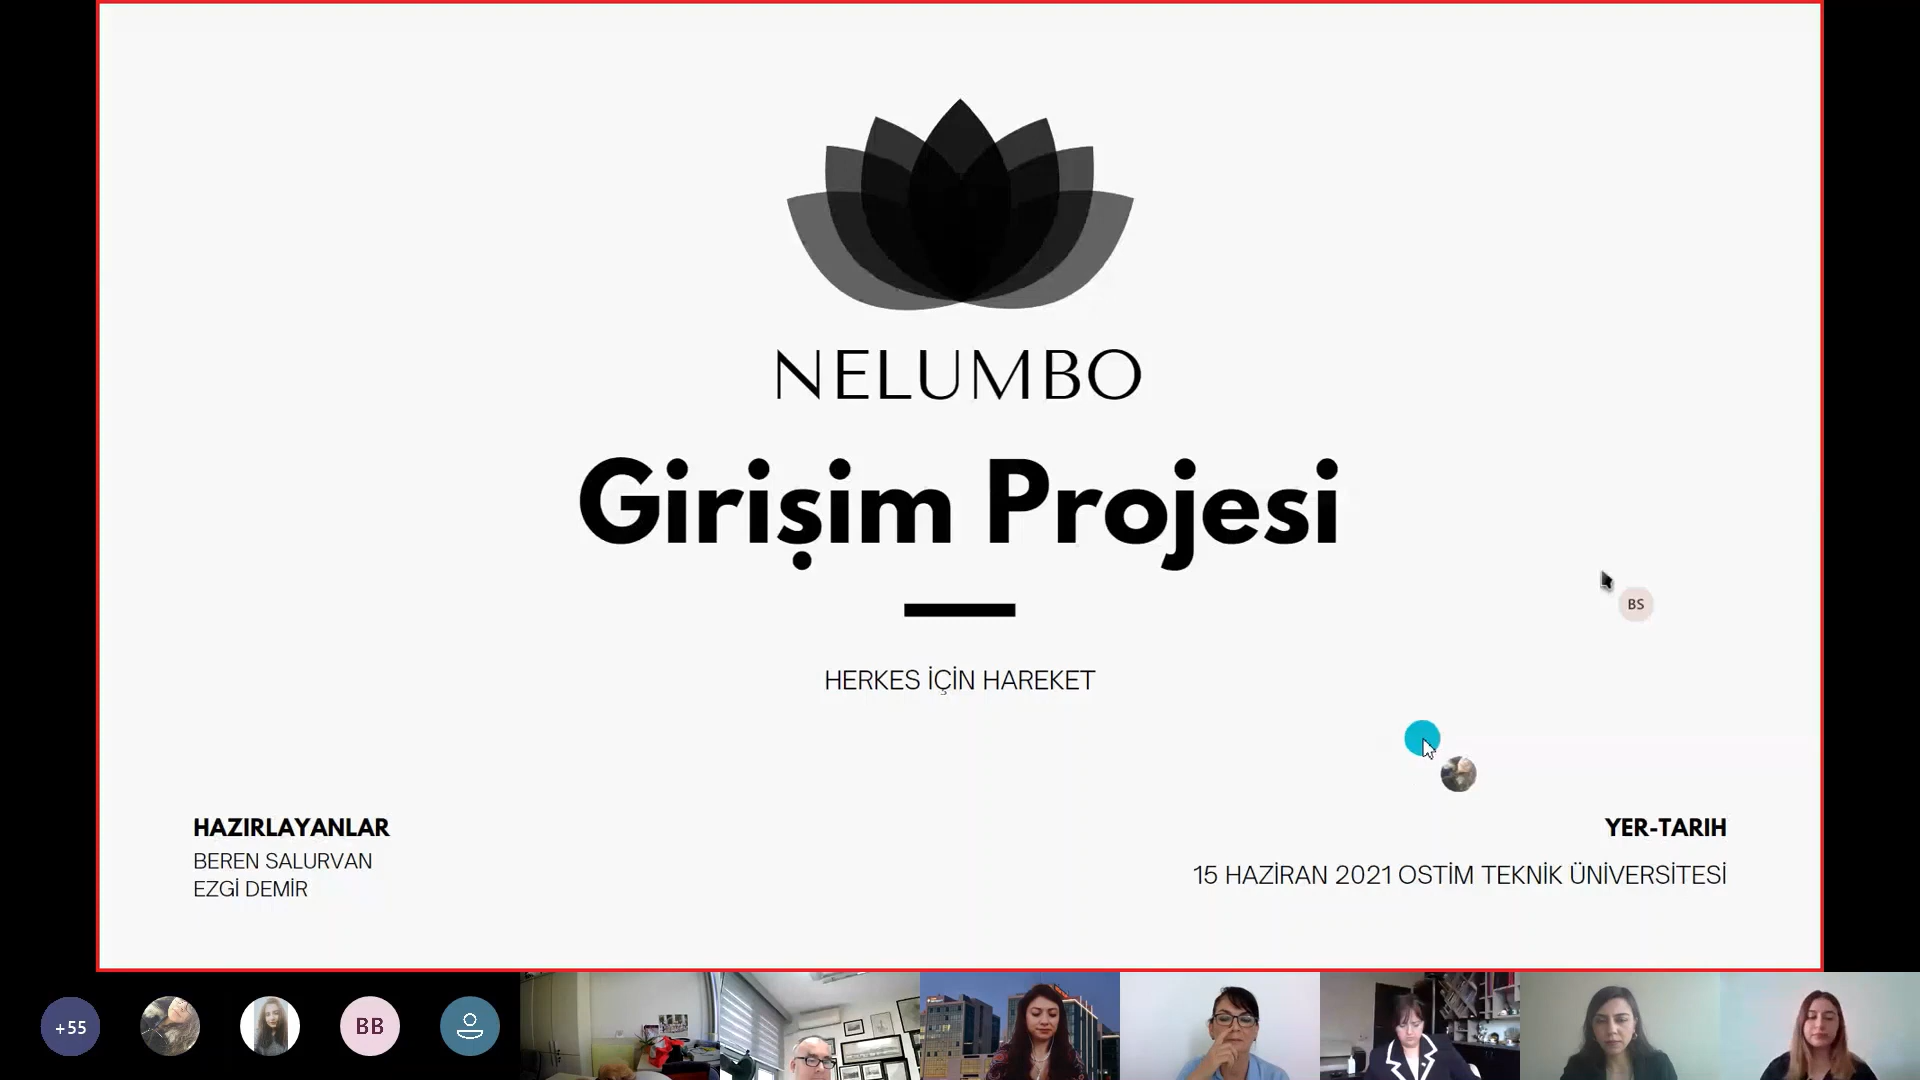 NELUMBO
Girişim Projesi
BS
HERKES İÇİN HAREKET
HAZIRLAYANLAR
BEREN SALURVAN
EZGİ DEMİR
YER-TARIH
15 HAZİRAN 2021 OSTİM TEKNİK ÜNİVERSİTESİ
+55
BB